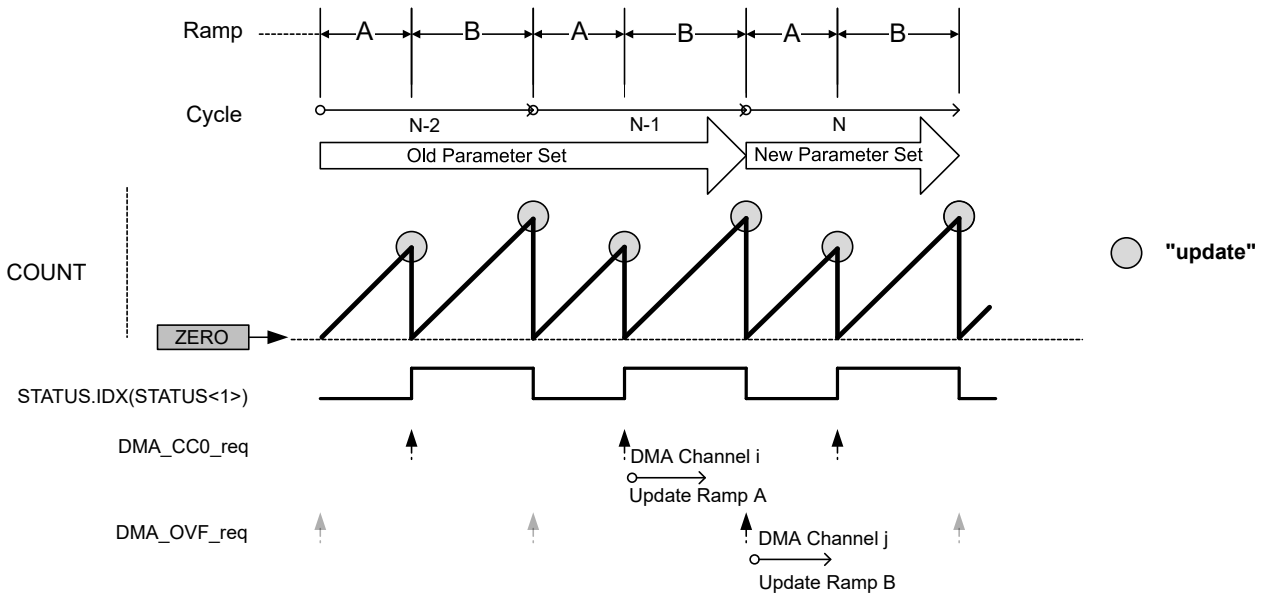 Ramp
A B A B A B
Cycle
N-2 N-1 N
Old Parameter Set New Parameter Set
"update"
COUNT
ZERO
STATUS.IDX(STATUS<1>)
DMA_CC0_req
DMA Channel i
Update Ramp A
DMA_OVF_req
DMA Channel j
Update Ramp B